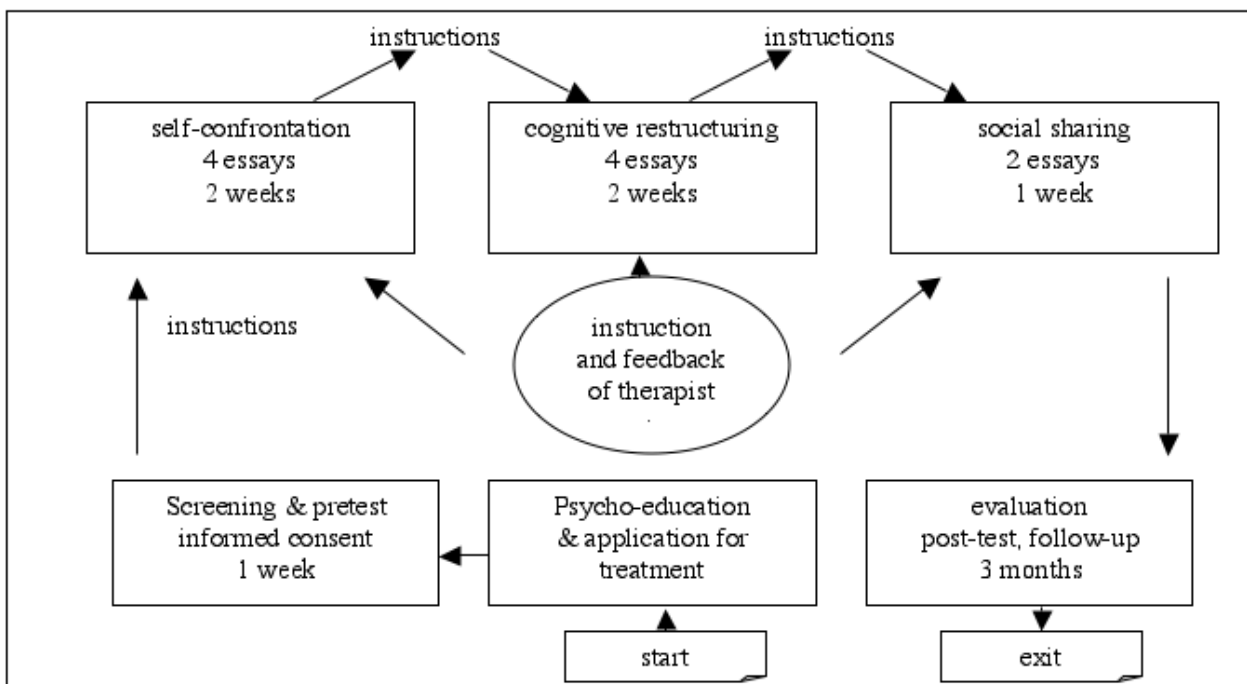 instructions
instructions
self-confrontation
4 essays
2 weeks
cognitive restructuring
4 essays
2 weeks
social sharing
2 essays
1 week
instructions
instruction
and feedback
of therapist
.
Screening & pretest
informed consent
1 week
Psycho-education
& application for
treatment
evaluation
post-test, follow-up
3 months
start
exit